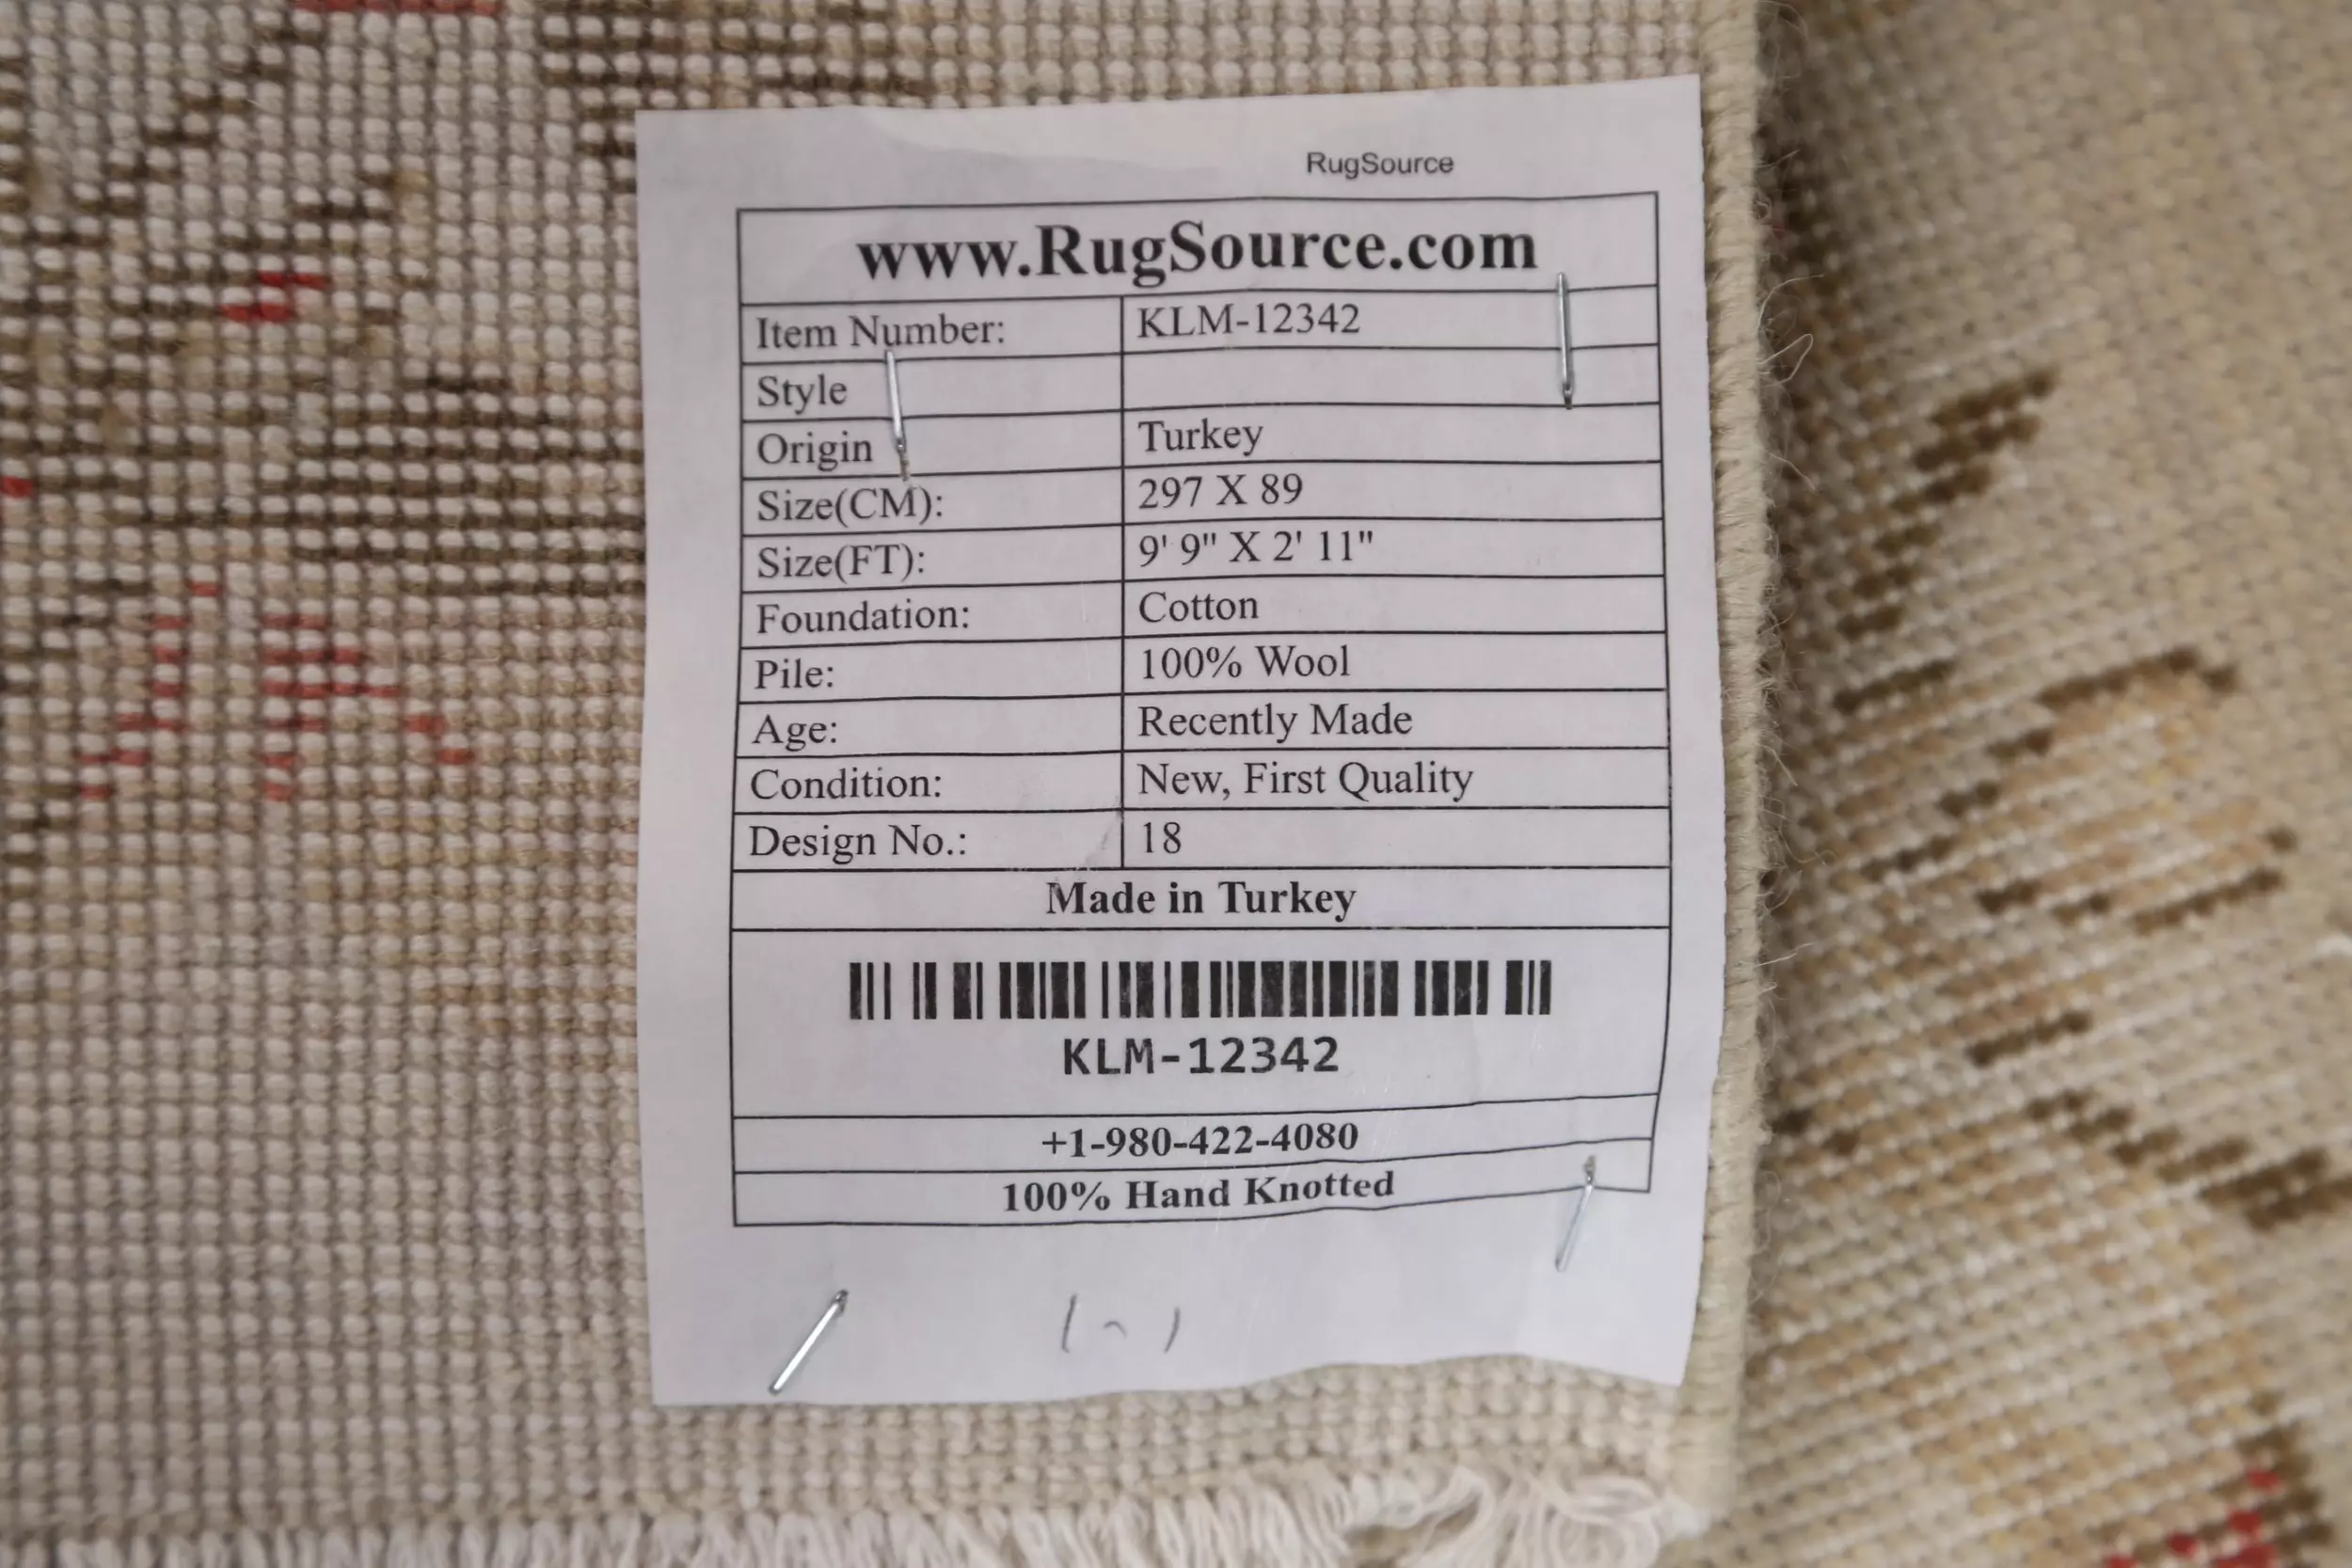 RugSource
www.RugSource.com
Item Number: KLM-12342
Style
Origin Turkey
Size(CM): 297 X 89
Size(FT): 9' 9" X 2' 11"
Foundation: Cotton
Pile: 100% Wool
Age: Recently Made
Condition: New, First Quality
Design No.: 18
Made in Turkey
KLM-12342
+1-980-422-4080
100% Hand Knotted